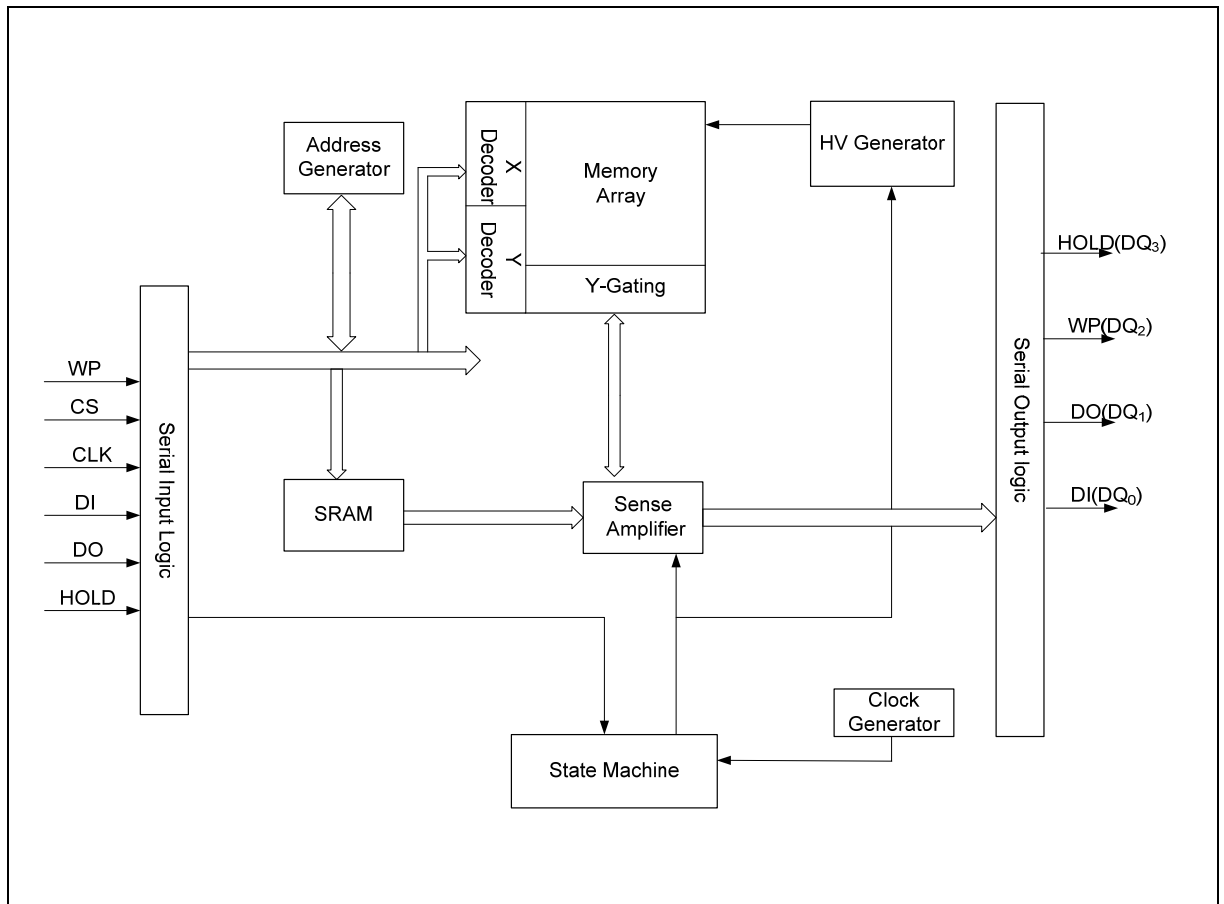 Address
Generator
X
Decoder
Y
Decoder
Memory
Array
Y-Gating
HV Generator
WP
CS
CLK
DI
DO
HOLD
Serial Input Logic
SRAM
Sense
Amplifier
State Machine
Clock
Generator
Serial Output logic
HOLD(DQ₃)
WP(DQ₂)
DO(DQ₁)
DI(DQ₀)